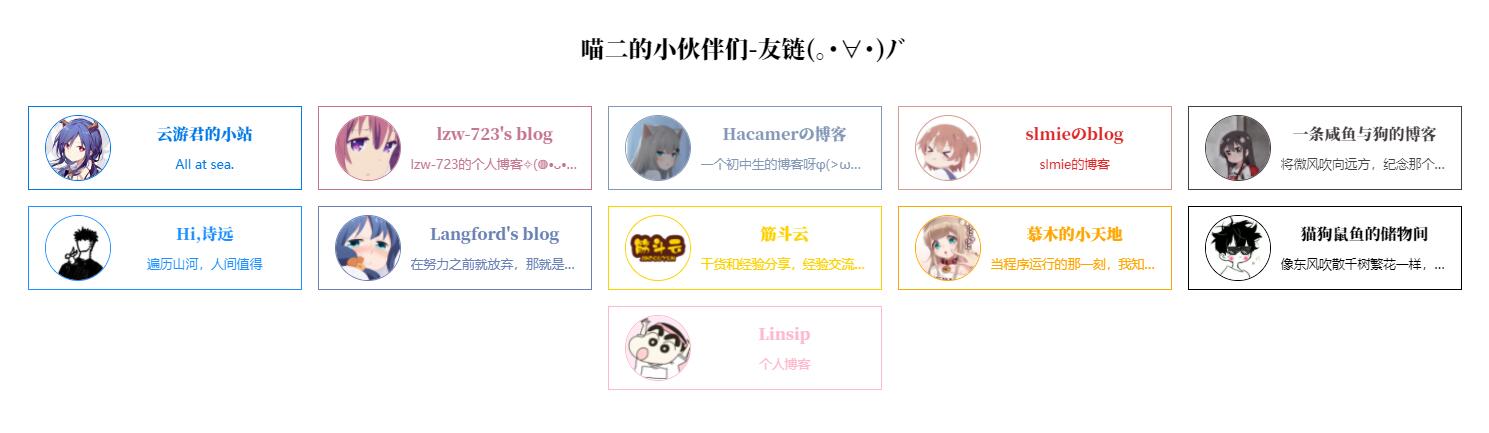 喵二的小伙伴们-友链(｡･∀･)ﾉﾞ
云游君的小站
All at sea.
lzw-723's blog
lzw-723的个人博客✧(◍•ᴗ•...
Hacamerの博客
一个初中生的博客呀φ(>ω...
slmieのblog
slmie的博客
一条咸鱼与狗的博客
将微风吹向远方，纪念那个...
Hi,诗远
遍历山河，人间值得
Langford's blog
在努力之前就放弃，那就是...
筋斗云
筋斗云
干货和经验分享，经验交流...
慕木的小天地
当程序运行的那一刻，我知...
猫狗鼠鱼的储物间
像东风吹散千树繁花一样，...
Linsip
个人博客